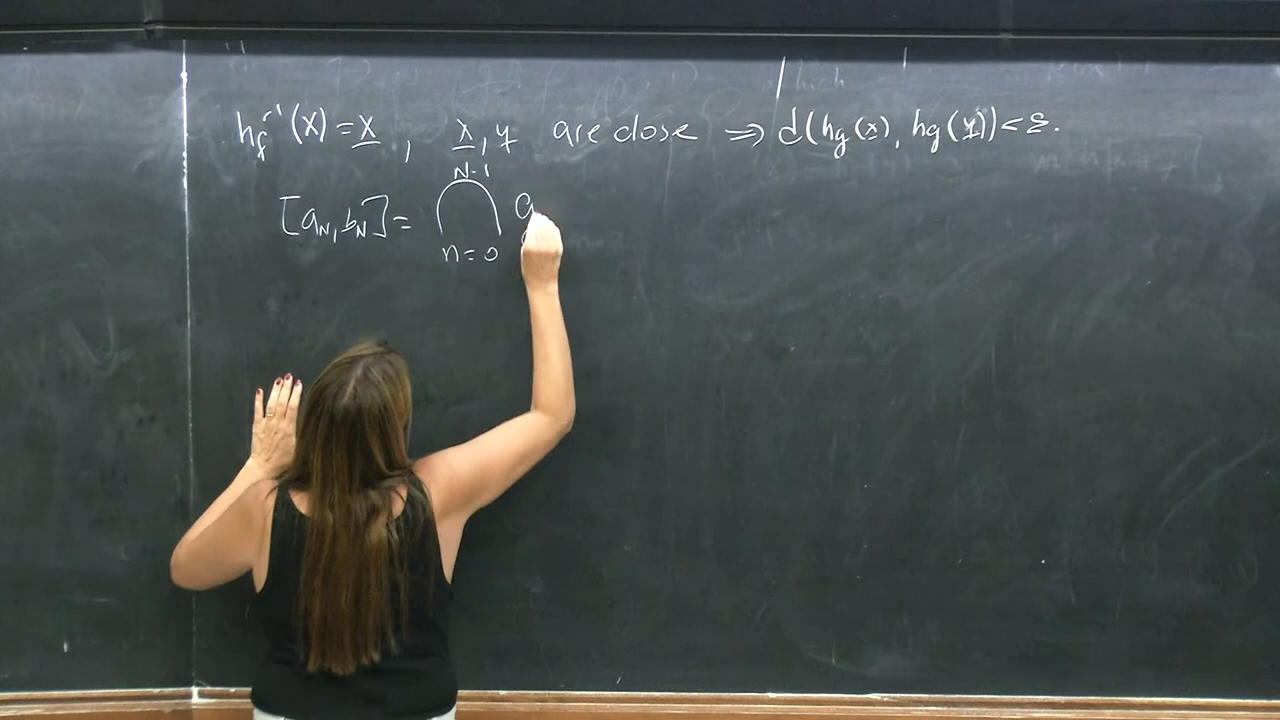 h_f^{-1}(x) = x̲ , x̲, y are close ⇒ d(h_g(x̲), h_g(y̲)) < ε.
[a_N, b_N] = ⋂_{n=0}^{N-1} g